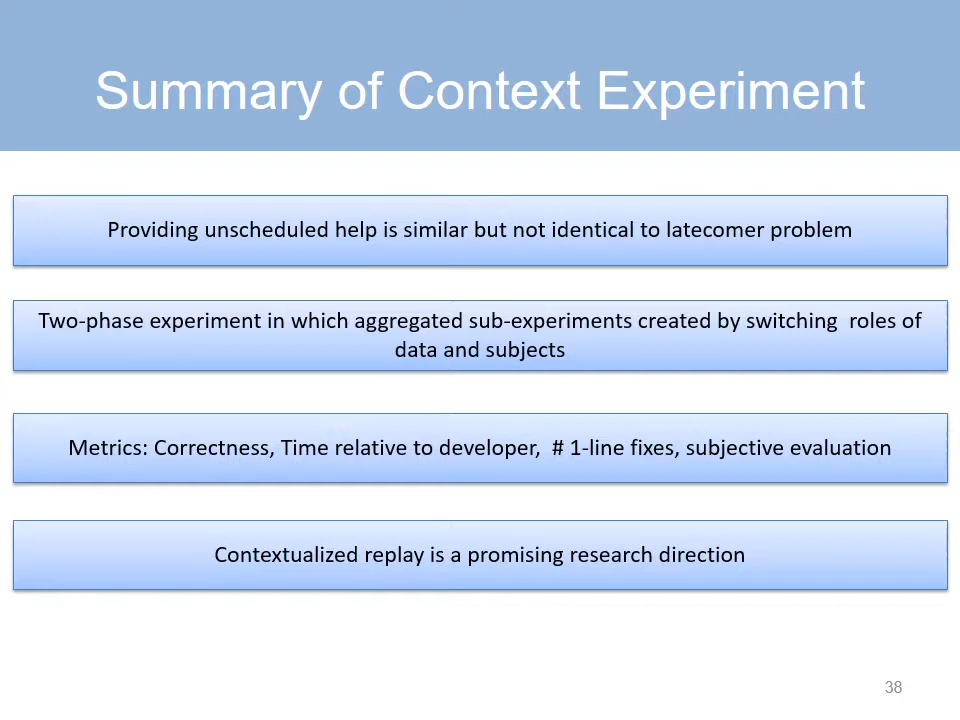 Summary of Context Experiment
Providing unscheduled help is similar but not identical to latecomer problem
Two-phase experiment in which aggregated sub-experiments created by switching  roles of
data and subjects
Metrics: Correctness, Time relative to developer,  # 1-line fixes, subjective evaluation
Contextualized replay is a promising research direction
38